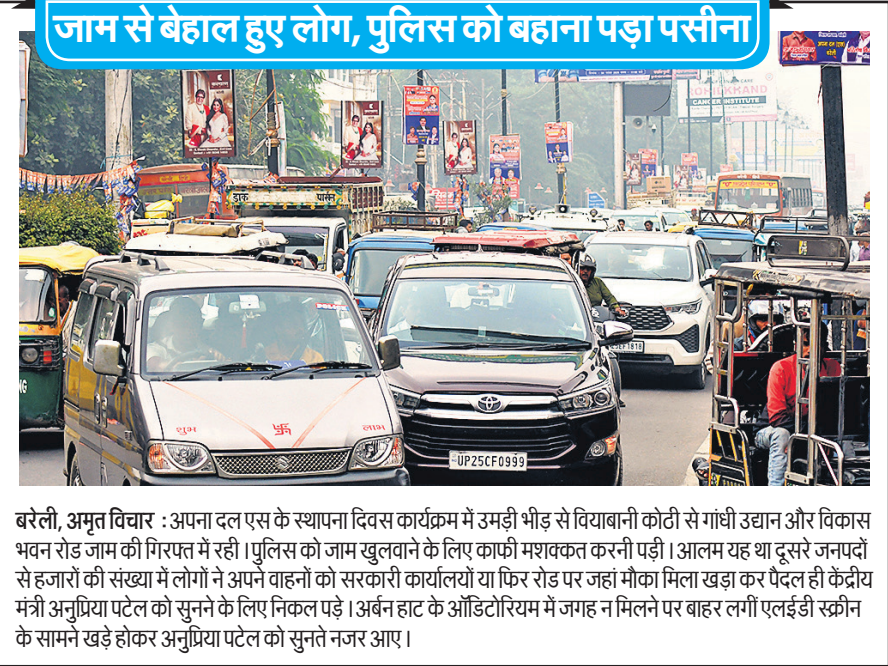 जाम से बेहाल हुए लोग, पुलिस को बहाना पड़ा पसीना
ROHILKHAND
CANCER INSTITUTE
डाक
पार्सल
POLICE
शुभ
लाभ
UP25CF0999
बरेली, अमृत विचार : अपना दल एस के स्थापना दिवस कार्यक्रम में उमड़ी भीड़ से वियाबानी कोठी से गांधी उद्यान और विकास
भवन रोड जाम की गिरफ्त में रही । पुलिस को जाम खुलवाने के लिए काफी मशक्कत करनी पड़ी । आलम यह था दूसरे जनपदों
से हजारों की संख्या में लोगों ने अपने वाहनों को सरकारी कार्यालयों या फिर रोड पर जहां मौका मिला खड़ा कर पैदल ही केंद्रीय
मंत्री अनुप्रिया पटेल को सुनने के लिए निकल पड़े । अर्बन हाट के ऑडिटोरियम में जगह न मिलने पर बाहर लगीं एलईडी स्क्रीन
के सामने खड़े होकर अनुप्रिया पटेल को सुनते नजर आए ।